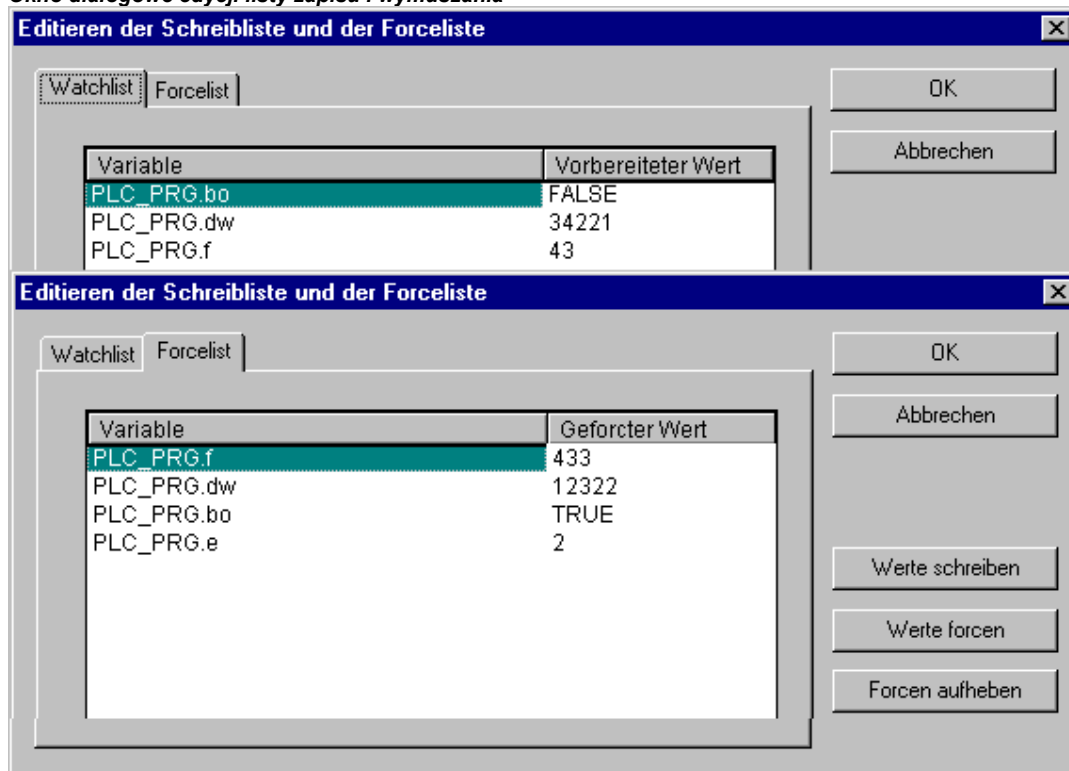 Okno dialogowe edycji listy zapisu i wymuszania
Editieren der Schreibliste und der Forceliste
Watchlist Forcelist
OK
Abbrechen
Variable Vorbereiteter Wert
PLC_PRG.bo FALSE
PLC_PRG.dw 34221
PLC_PRG.f 43
Editieren der Schreibliste und der Forceliste
Watchlist Forcelist
OK
Abbrechen
Variable Geforcter Wert
PLC_PRG.f 433
PLC_PRG.dw 12322
PLC_PRG.bo TRUE
PLC_PRG.e 2
Werte schreiben
Werte forcen
Forcen aufheben